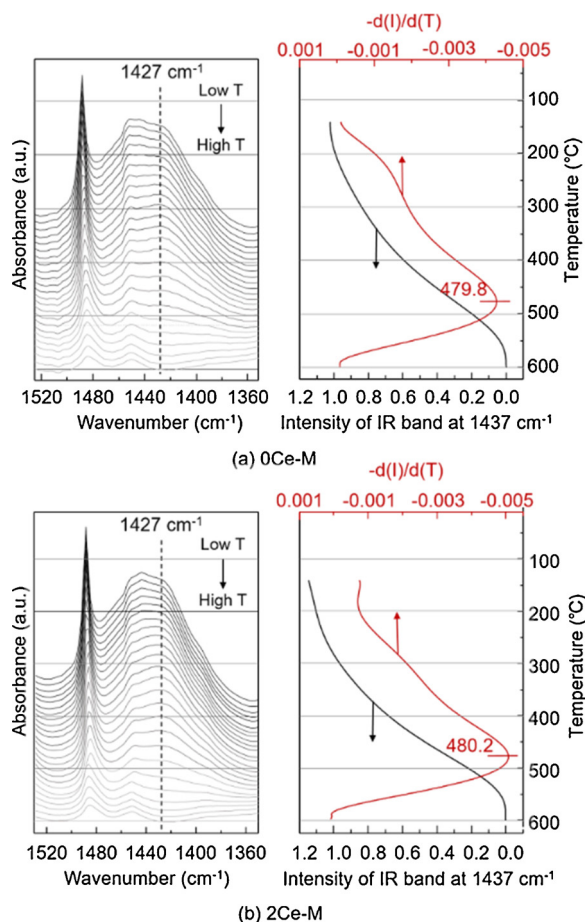 -d(I)/d(T)
0.001 -0.001 -0.003 -0.005
1427 cm⁻¹
Low T
High T
Absorbance (a.u.)
1520 1480 1440 1400 1360
Wavenumber (cm⁻¹)
479.8
100
200
300
400
500
600
Temperature (°C)
1.2 1.0 0.8 0.6 0.4 0.2 0.0
Intensity of IR band at 1437 cm⁻¹
(a) 0Ce-M
-d(I)/d(T)
0.001 -0.001 -0.003 -0.005
1427 cm⁻¹
Low T
High T
Absorbance (a.u.)
1520 1480 1440 1400 1360
Wavenumber (cm⁻¹)
480.2
100
200
300
400
500
600
Temperature (°C)
1.2 1.0 0.8 0.6 0.4 0.2 0.0
Intensity of IR band at 1437 cm⁻¹
(b) 2Ce-M